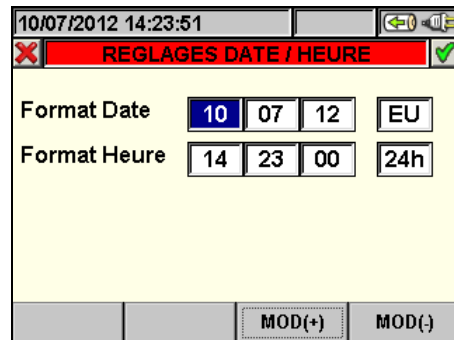 10/07/2012 14:23:51
REGLAGES DATE / HEURE
Format Date 10 07 12 EU
Format Heure 14 23 00 24h
MOD(+) MOD(-)